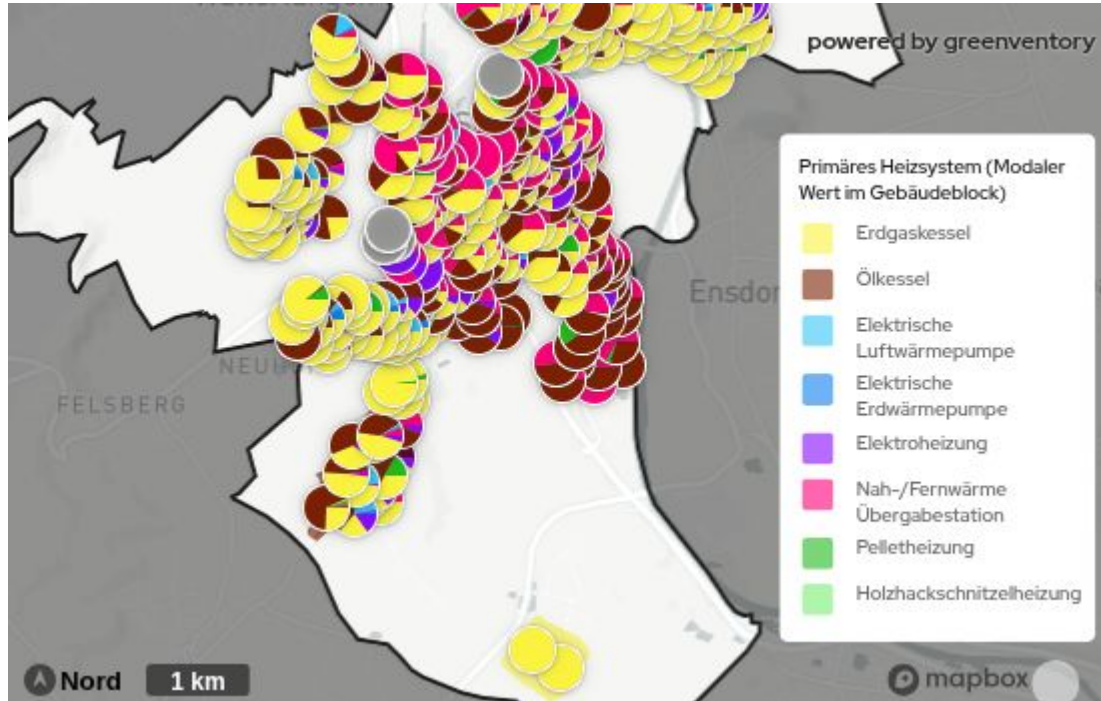 powered by greenventory
Primäres Heizsystem (Modaler
Wert im Gebäudeblock)
Erdgaskessel
Ölkessel
Elektrische
Luftwärmepumpe
Elektrische
Erdwärmepumpe
Elektroheizung
Nah-/Fernwärme
Übergabestation
Pelletheizung
Holzhackschnitzelheizung
Ensdor
FELSBERG
Nord
1 km
mapbox